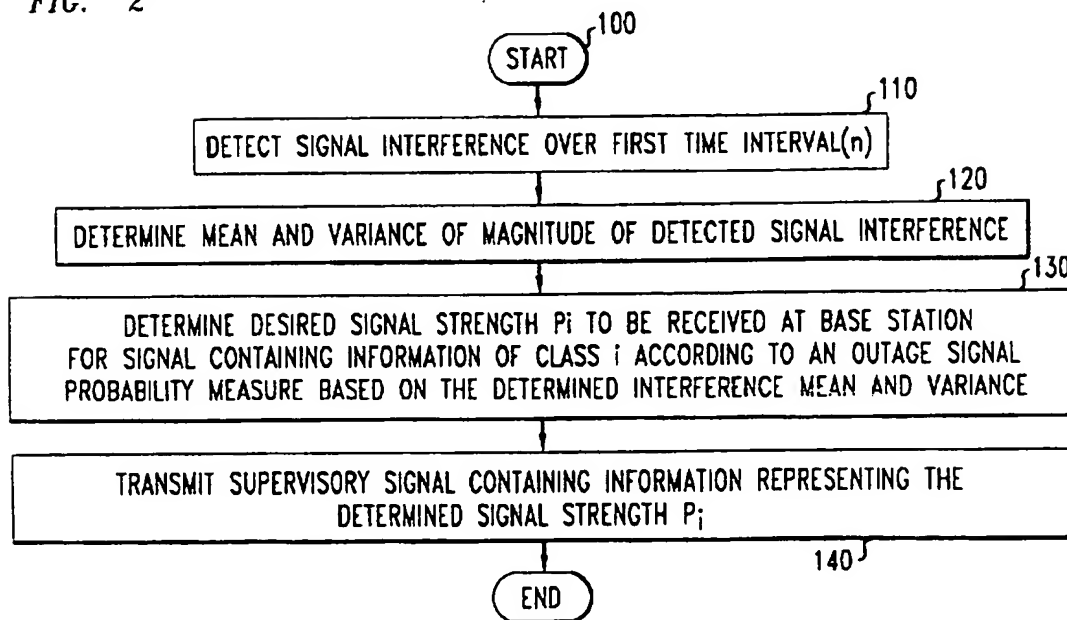 FIG. 2
100
START
110
DETECT SIGNAL INTERFERENCE OVER FIRST TIME INTERVAL(n)
120
DETERMINE MEAN AND VARIANCE OF MAGNITUDE OF DETECTED SIGNAL INTERFERENCE
130
DETERMINE DESIRED SIGNAL STRENGTH Pi TO BE RECEIVED AT BASE STATION
FOR SIGNAL CONTAINING INFORMATION OF CLASS i ACCORDING TO AN OUTAGE SIGNAL
PROBABILITY MEASURE BASED ON THE DETERMINED INTERFERENCE MEAN AND VARIANCE
TRANSMIT SUPERVISORY SIGNAL CONTAINING INFORMATION REPRESENTING THE
DETERMINED SIGNAL STRENGTH Pi
140
END